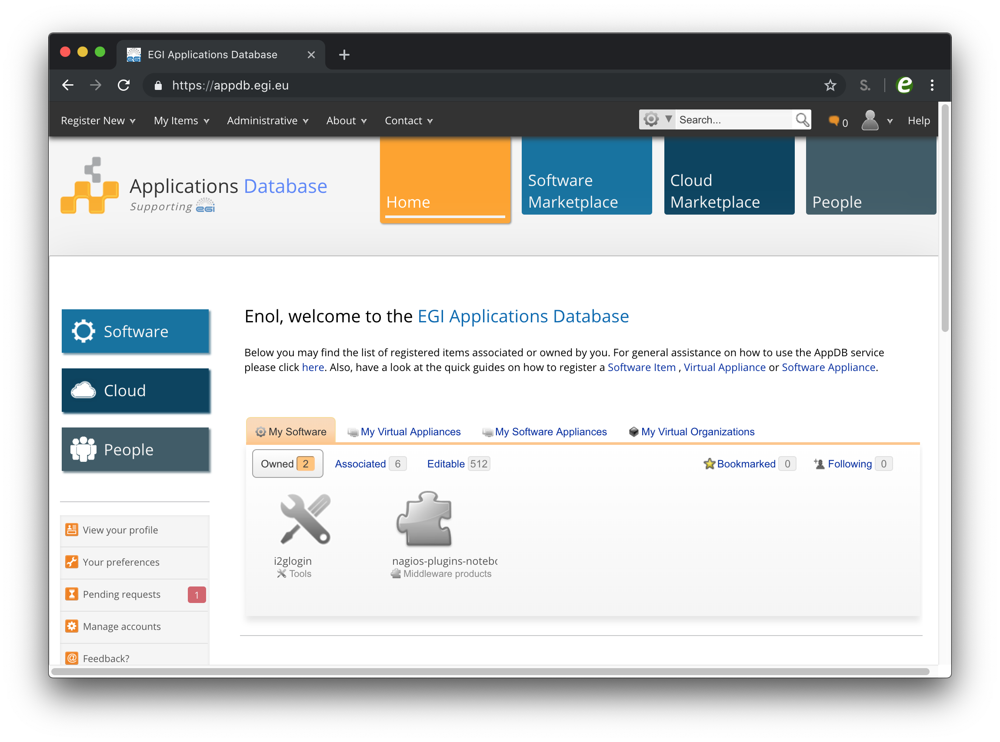 EGI Applications Database
https://appdb.egi.eu
S.
Register New
My Items
Administrative
About
Contact
Search...
0
Help
Applications Database
Supporting egi
Home
Software
Marketplace
Cloud
Marketplace
People
Software
Cloud
People
Enol, welcome to the EGI Applications Database
Below you may find the list of registered items associated or owned by you. For general assistance on how to use the AppDB service
please click here. Also, have a look at the quick guides on how to register a Software Item , Virtual Appliance or Software Appliance.
My Software
My Virtual Appliances
My Software Appliances
My Virtual Organizations
Owned 2
Associated 6
Editable 512
Bookmarked 0
Following 0
i2glogin
Tools
nagios-plugins-notebo
Middleware products
View your profile
Your preferences
Pending requests 1
Manage accounts
Feedback?